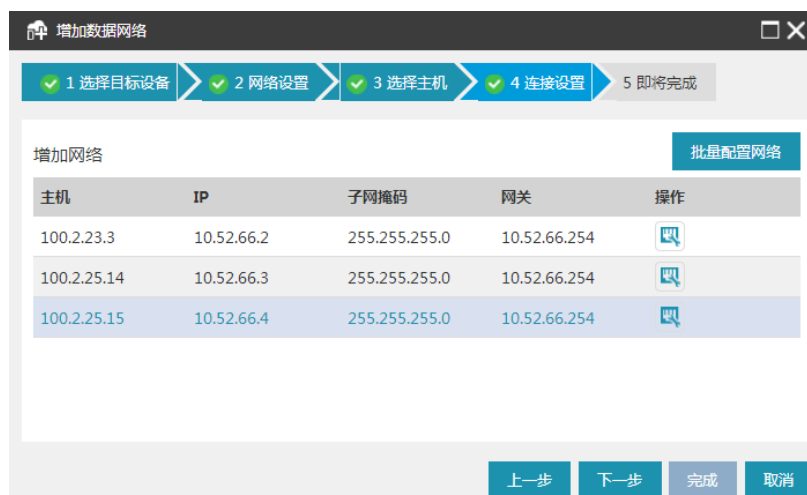 增加数据网络
1 选择目标设备 2 网络设置 3 选择主机 4 连接设置 5 即将完成
增加网络 批量配置网络
主机 IP 子网掩码 网关 操作
100.2.23.3 10.52.66.2 255.255.255.0 10.52.66.254
100.2.25.14 10.52.66.3 255.255.255.0 10.52.66.254
100.2.25.15 10.52.66.4 255.255.255.0 10.52.66.254
上一步 下一步 完成 取消